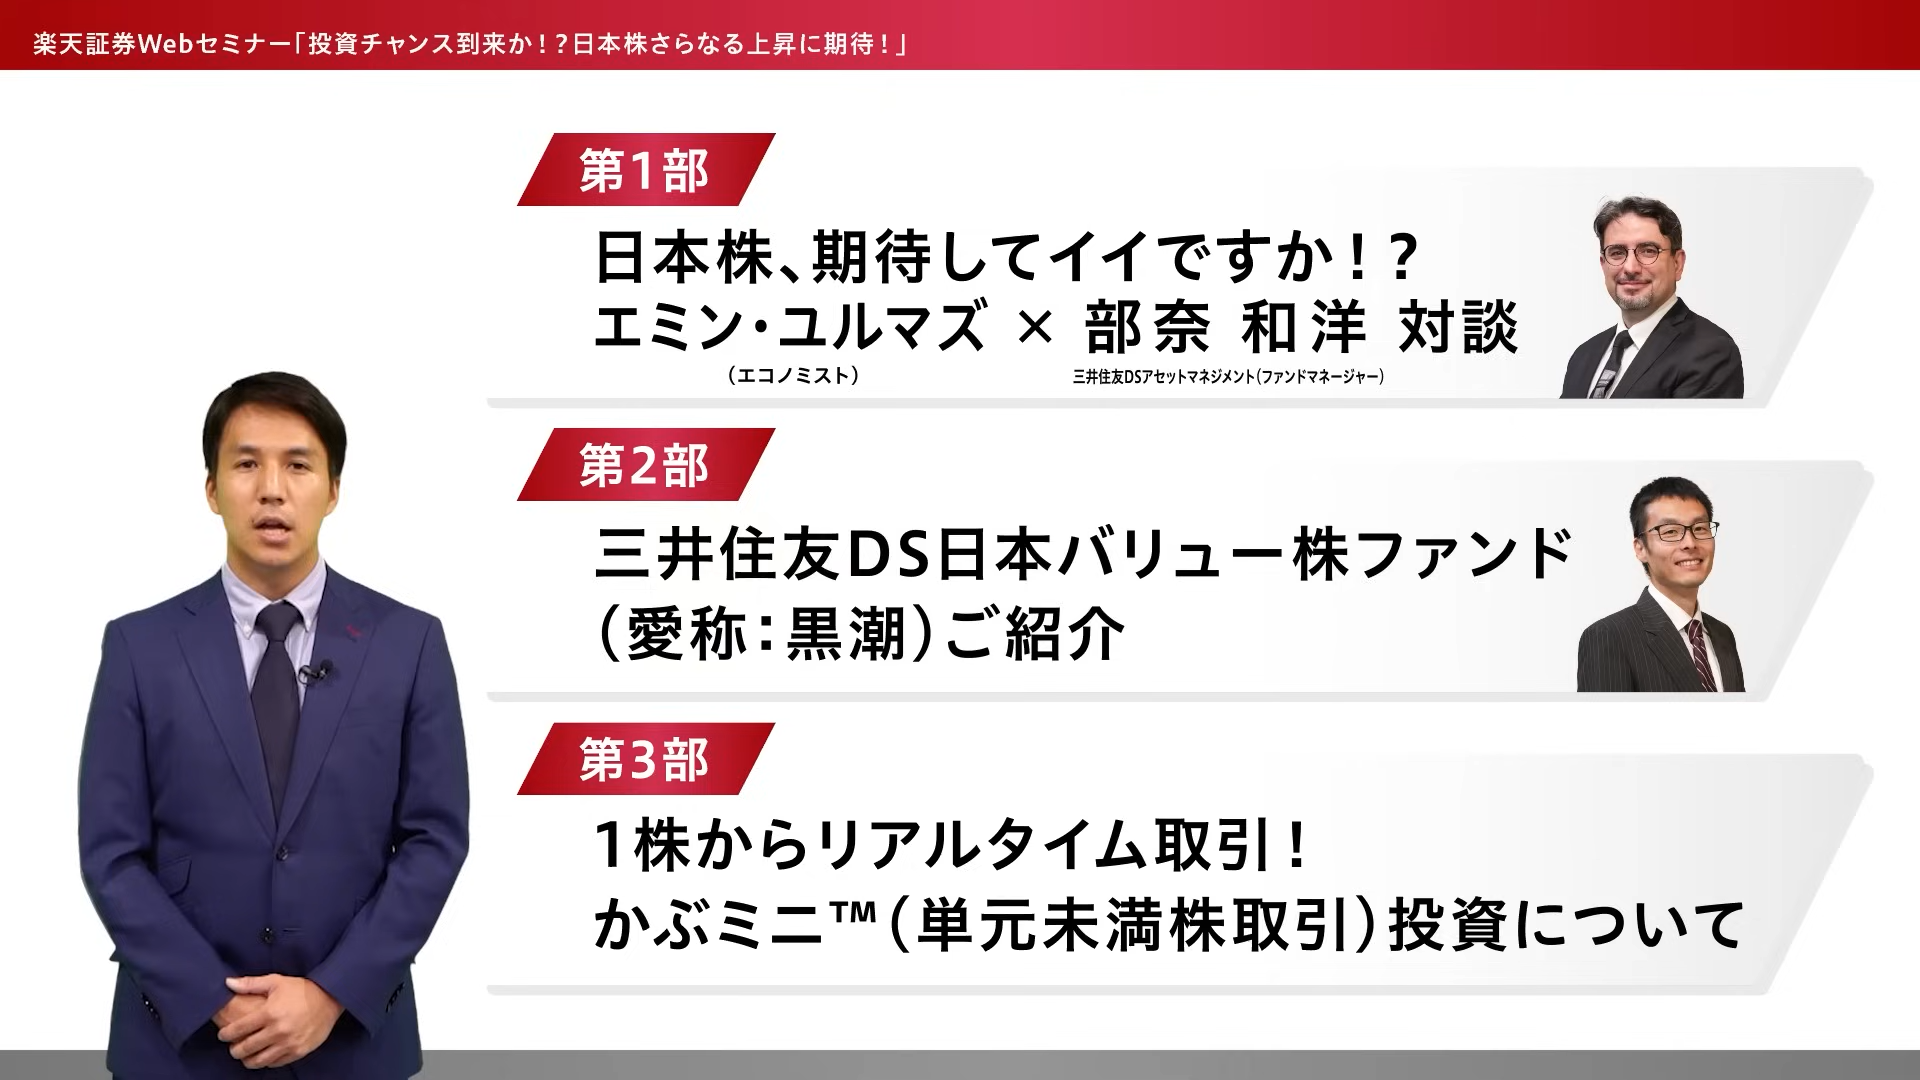 楽天証券Webセミナー「投資チャンス到来か！？日本株さらなる上昇に期待！」
第1部
日本株、期待してイイですか！？
エミン・ユルマズ × 部奈 和洋 対談
（エコノミスト） 三井住友DSアセットマネジメント（ファンドマネージャー）
第2部
三井住友DS日本バリュー株ファンド
（愛称：黒潮）ご紹介
第3部
1株からリアルタイム取引！
かぶミニ™（単元未満株取引）投資について